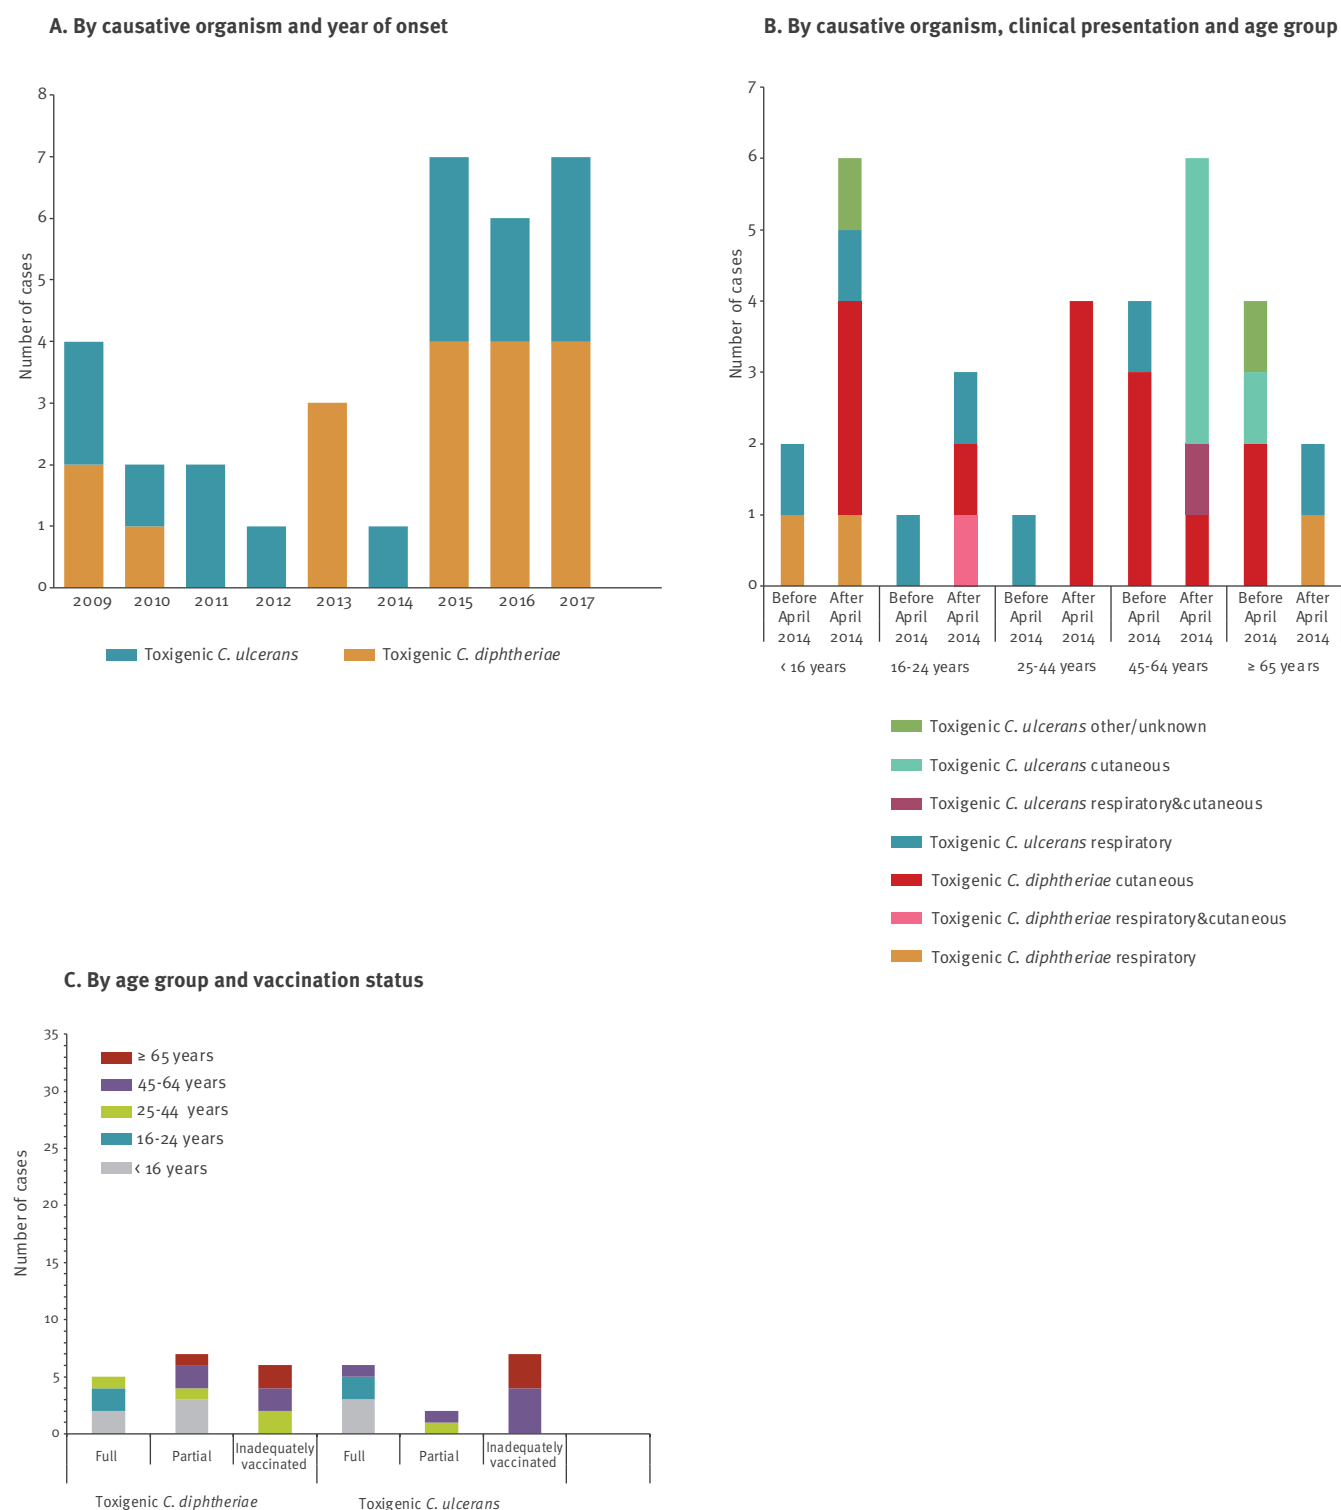 A. By causative organism and year of onset
Number of cases
8
7
6
5
4
3
2
1
0
2009 2010 2011 2012 2013 2014 2015 2016 2017
Toxigenic C. ulcerans Toxigenic C. diphtheriae
B. By causative organism, clinical presentation and age group
Number of cases
7
6
5
4
3
2
1
0
Before After Before After Before After Before After Before After
April April April April April April April April April April
2014 2014 2014 2014 2014 2014 2014 2014 2014 2014
< 16 years 16-24 years 25-44 years 45-64 years ≥ 65 years
Toxigenic C. ulcerans other/unknown
Toxigenic C. ulcerans cutaneous
Toxigenic C. ulcerans respiratory&cutaneous
Toxigenic C. ulcerans respiratory
Toxigenic C. diphtheriae cutaneous
Toxigenic C. diphtheriae respiratory&cutaneous
Toxigenic C. diphtheriae respiratory
C. By age group and vaccination status
Number of cases
35
30
25
20
15
10
5
0
≥ 65 years
45-64 years
25-44 years
16-24 years
< 16 years
Full Partial Inadequately vaccinated Full Partial Inadequately vaccinated
Toxigenic C. diphtheriae Toxigenic C. ulcerans